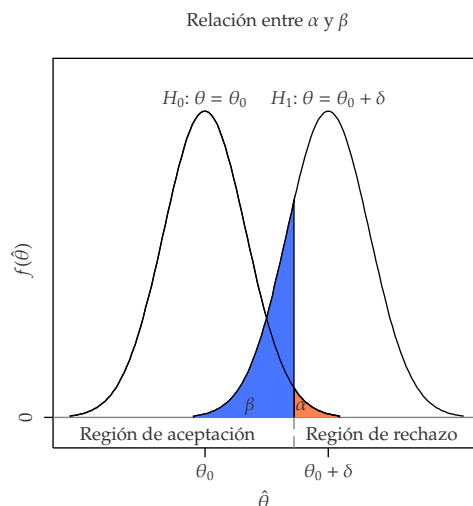 Relación entre α y β
H₀: θ = θ₀ H₁: θ = θ₀ + δ
f(θ̂)
β α
0
Región de aceptación Región de rechazo
θ₀ θ₀ + δ
θ̂